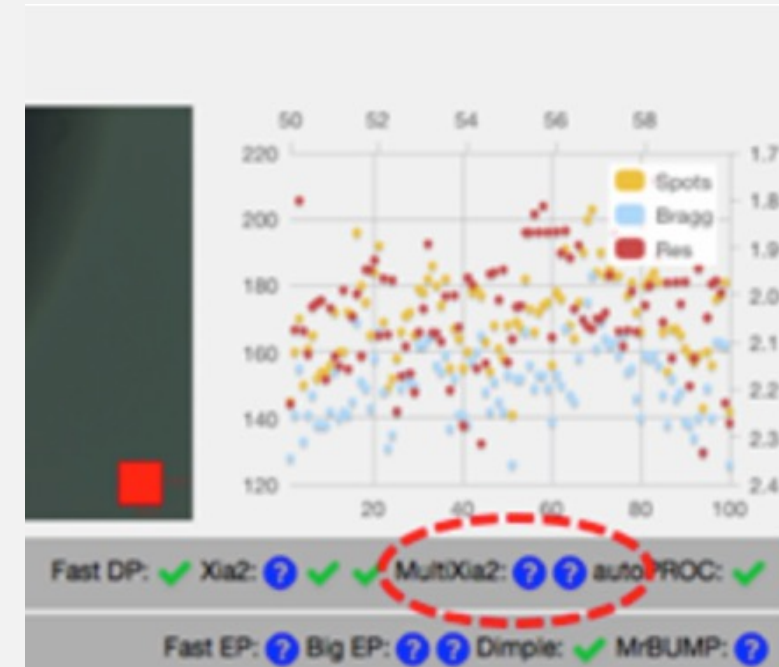 50 52 54 56 58
220 1.7
Spots
200 1.8
Bragg
1.9
Res
180 2.0
160 2.1
2.2
140 2.3
120 2.4
20 40 60 80 100
Fast DP: Xia2: ? MultiXia2: ? ? autoPROC:
Fast EP: ? Big EP: ? ? Dimple: MrBUMP: ?